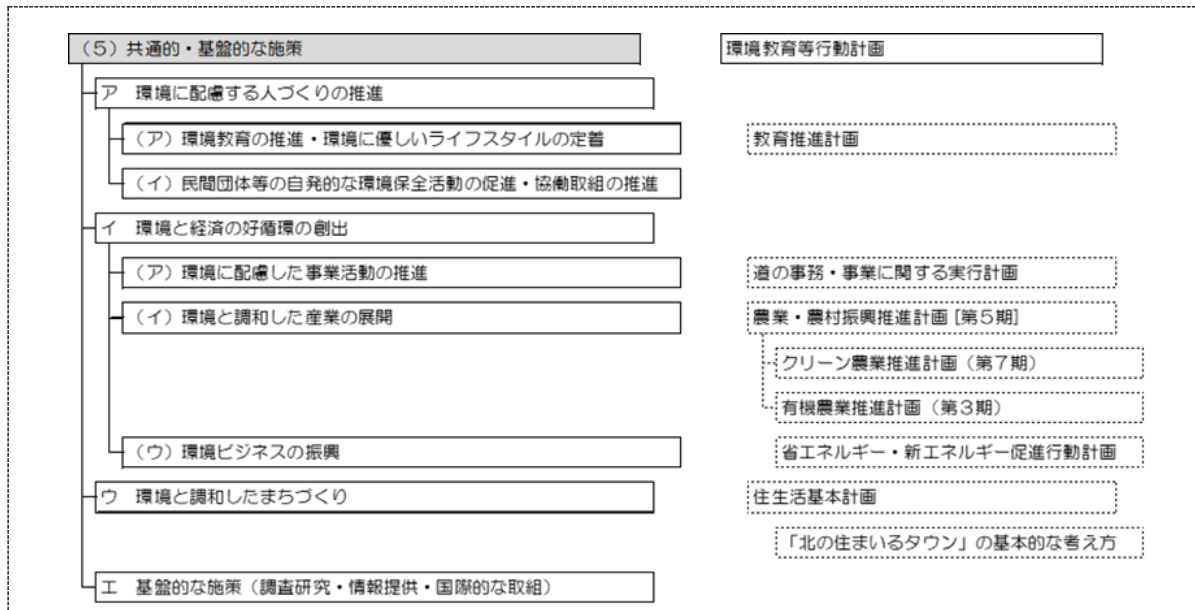 （5）共通的・基盤的な施策
環境教育等行動計画
ア 環境に配慮する人づくりの推進
（ア）環境教育の推進・環境に優しいライフスタイルの定着
教育推進計画
（イ）民間団体等の自発的な環境保全活動の促進・協働取組の推進
イ 環境と経済の好循環の創出
（ア）環境に配慮した事業活動の推進
道の事務・事業に関する実行計画
（イ）環境と調和した産業の展開
農業・農村振興推進計画［第5期］
クリーン農業推進計画（第7期）
有機農業推進計画（第3期）
（ウ）環境ビジネスの振興
省エネルギー・新エネルギー促進行動計画
ウ 環境と調和したまちづくり
住生活基本計画
「北の住まいるタウン」の基本的な考え方
エ 基盤的な施策（調査研究・情報提供・国際的な取組）